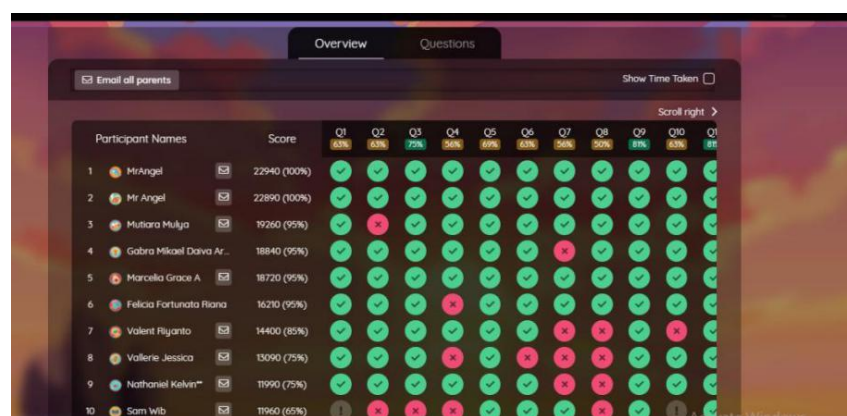 Overview Questions
Email all parents Show Time Taken
Scroll right >
Participant Names Score Q1 Q2 Q3 Q4 Q5 Q6 Q7 Q8 Q9 Q10
63% 63% 75% 56% 69% 63% 56% 50% 81% 63%
1 MrAngel 22940 (100%)
2 Mr Angel 22890 (100%)
3 Mutiara Mulya 19260 (95%)
4 Gabra Mikael Daiva Ar... 18840 (95%)
5 Marcelia Grace A 18720 (95%)
6 Felicia Fortunata Riana 16210 (95%)
7 Valent Riyanto 14400 (85%)
8 Vallerie Jessica 13090 (75%)
9 Nathaniel Kelvin** 11990 (75%)
10 Sam Wib 11960 (65%)